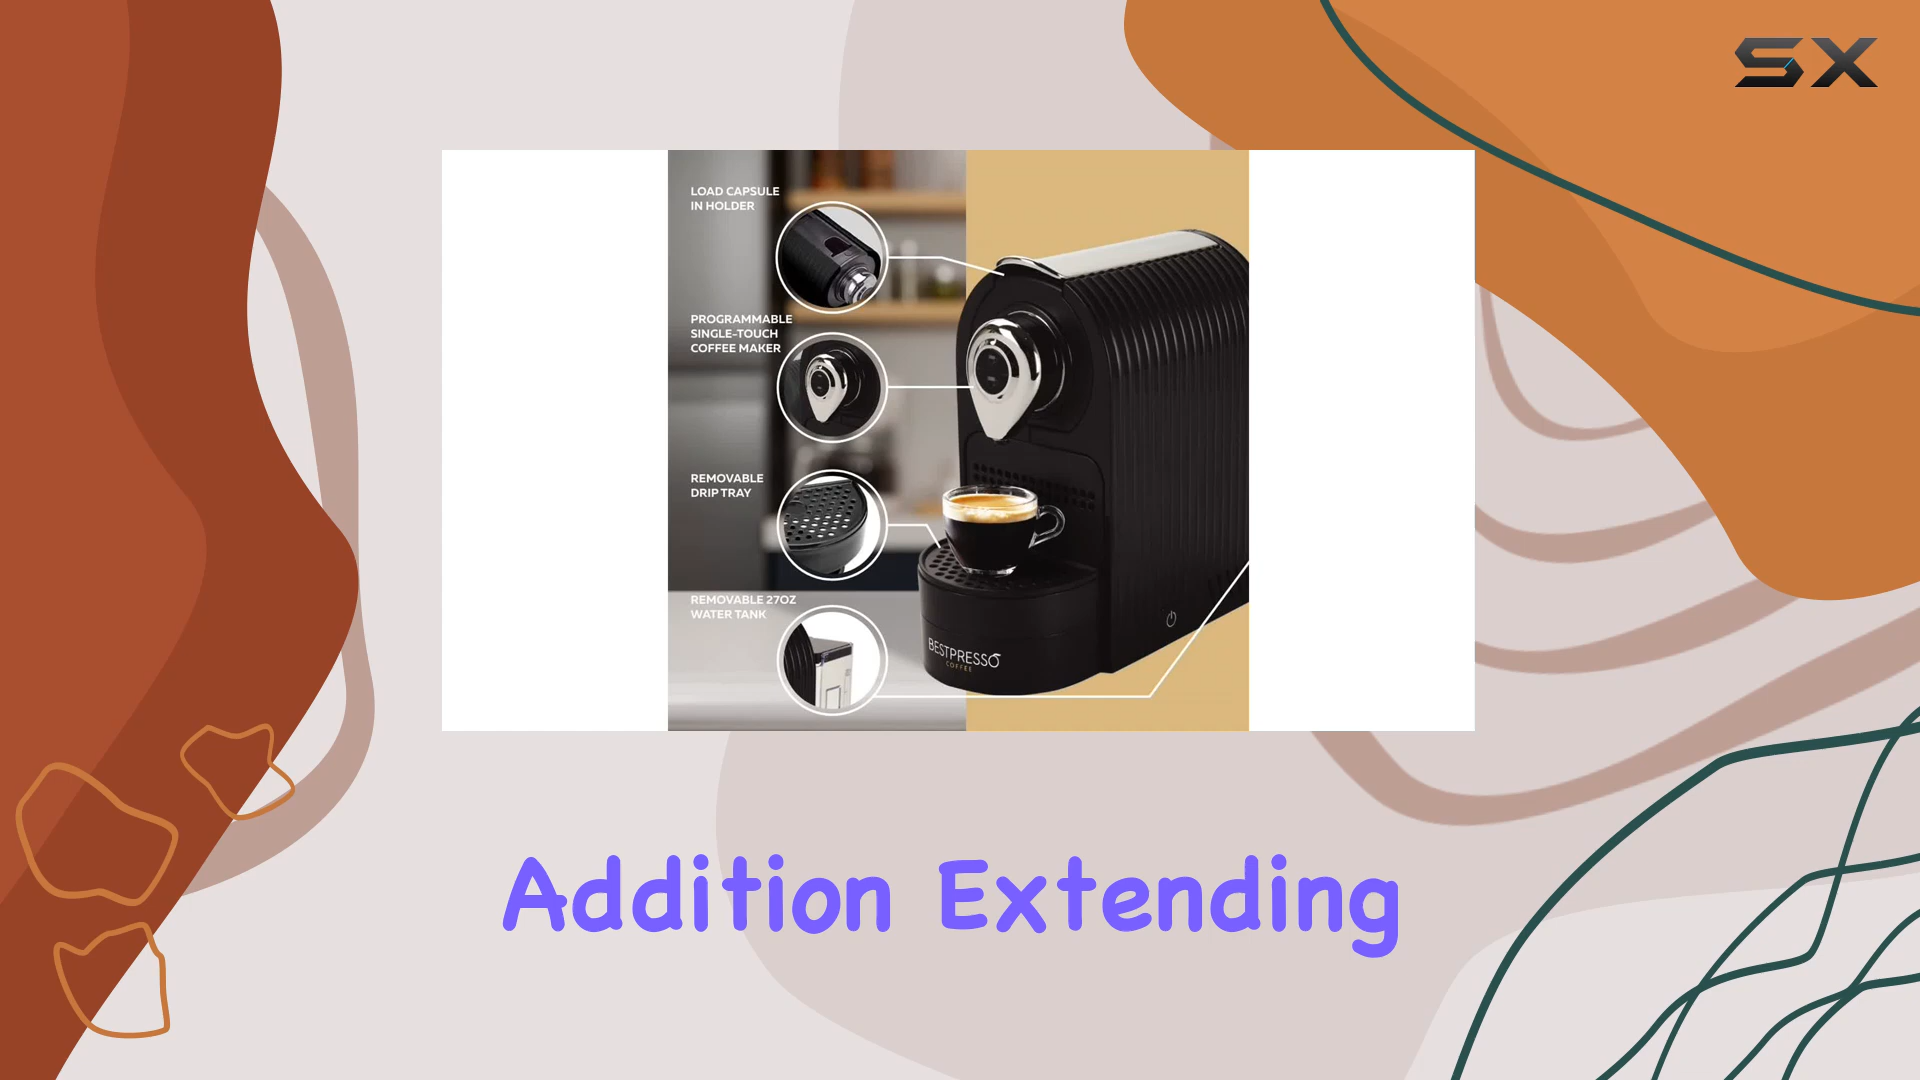 SX
LOAD CAPSULE
IN HOLDER
PROGRAMMABLE
SINGLE-TOUCH
COFFEE MAKER
REMOVABLE
DRIP TRAY
REMOVABLE 27OZ
WATER TANK
BESTPRESSO
COFFEE
Addition Extending